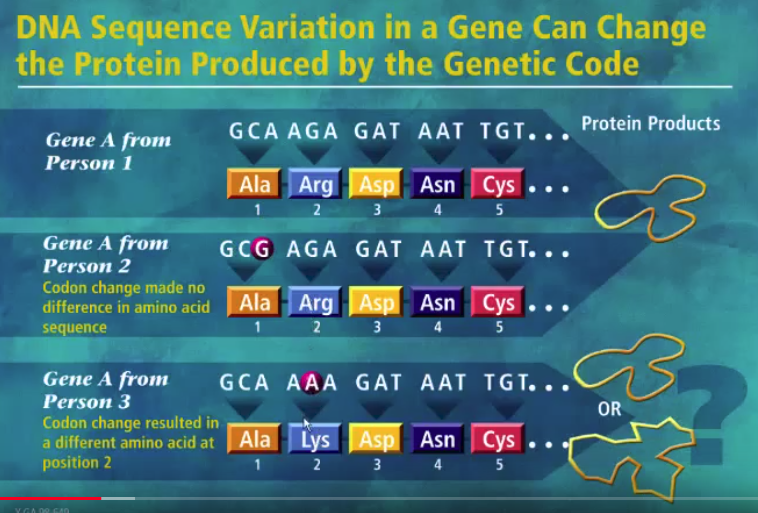 DNA Sequence Variation in a Gene Can Change
the Protein Produced by the Genetic Code
Gene A from
Person 1
GCA AGA GAT AAT TGT...
Protein Products
Ala Arg Asp Asn Cys ...
1 2 3 4 5
Gene A from
Person 2
Codon change made no
difference in amino acid
sequence
GCG AGA GAT AAT TGT...
Ala Arg Asp Asn Cys ...
1 2 3 4 5
Gene A from
Person 3
Codon change resulted in
a different amino acid at
position 2
GCA AAA GAT AAT TGT...
Ala Lys Asp Asn Cys ...
1 2 3 4 5
OR
?